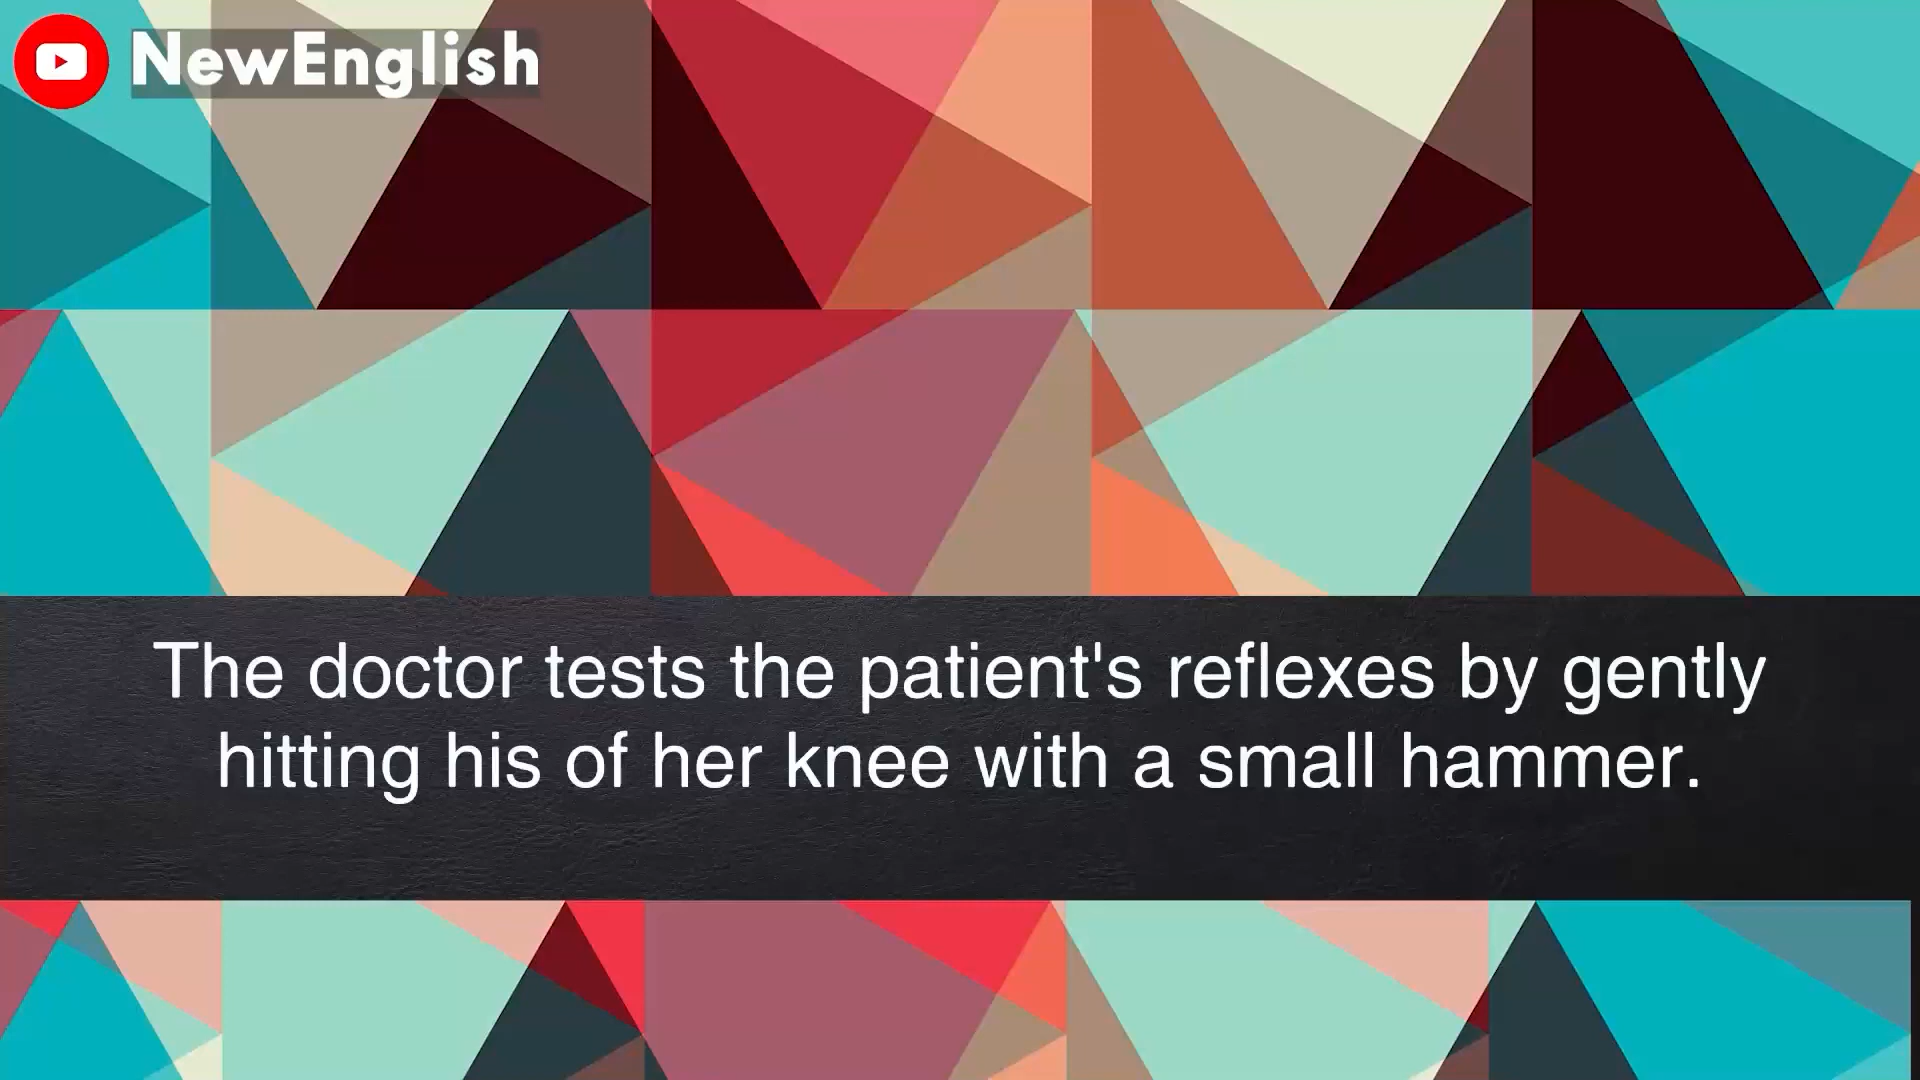 NewEnglish
The doctor tests the patient's reflexes by gently
hitting his of her knee with a small hammer.